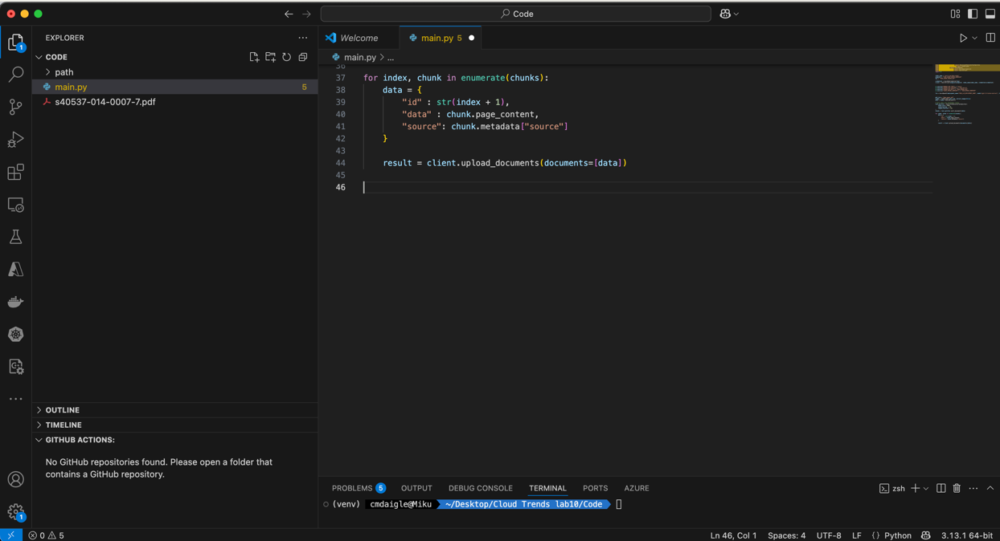 Code
EXPLORER
CODE
path
main.py 5
s40537-014-0007-7.pdf
OUTLINE
TIMELINE
GITHUB ACTIONS:
No GitHub repositories found. Please open a folder that
contains a GitHub repository.
1
1
Welcome
main.py 5
main.py > ...
36
37 for index, chunk in enumerate(chunks):
38 data = {
39 "id" : str(index + 1),
40 "data" : chunk.page_content,
41 "source": chunk.metadata["source"]
42 }
43
44 result = client.upload_documents(documents=[data])
45
46
PROBLEMS 5 OUTPUT DEBUG CONSOLE TERMINAL PORTS AZURE
zsh
(venv) cmdaigle@Miku ~/Desktop/Cloud Trends lab10/Code
0 5
Ln 46, Col 1 Spaces: 4 UTF-8 LF {} Python 3.13.1 64-bit